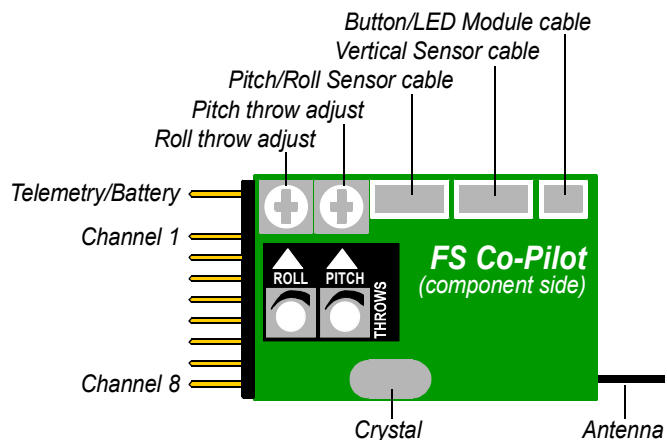 Button/LED Module cable
Vertical Sensor cable
Pitch/Roll Sensor cable
Pitch throw adjust
Roll throw adjust
Telemetry/Battery
Channel 1
FS Co-Pilot
(component side)
ROLL
PITCH
THROWS
Channel 8
Crystal
Antenna